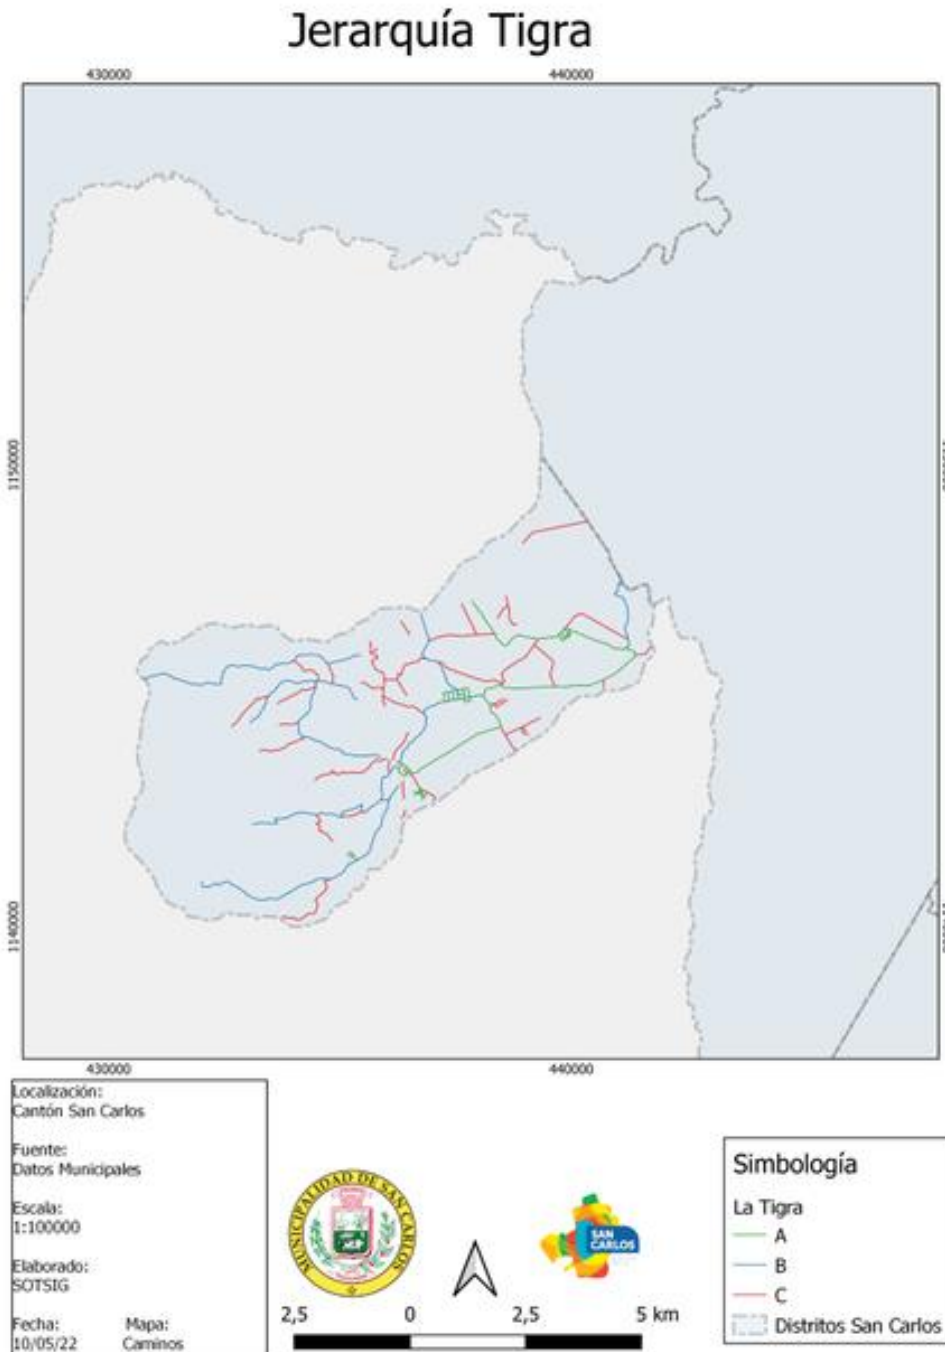 Jerarquía Tigra
430000 440000
1150000
1140000
430000 440000
Localización:
Cantón San Carlos
Fuente:
Datos Municipales
Escala:
1:100000
Elaborado:
SOTSIG
Fecha: Mapa:
10/05/22 Caminos
MUNICIPALIDAD DE SAN CARLOS
SAN
CARLOS
2,5 0 2,5 5 km
Simbología
La Tigra
A
B
C
Distritos San Carlos